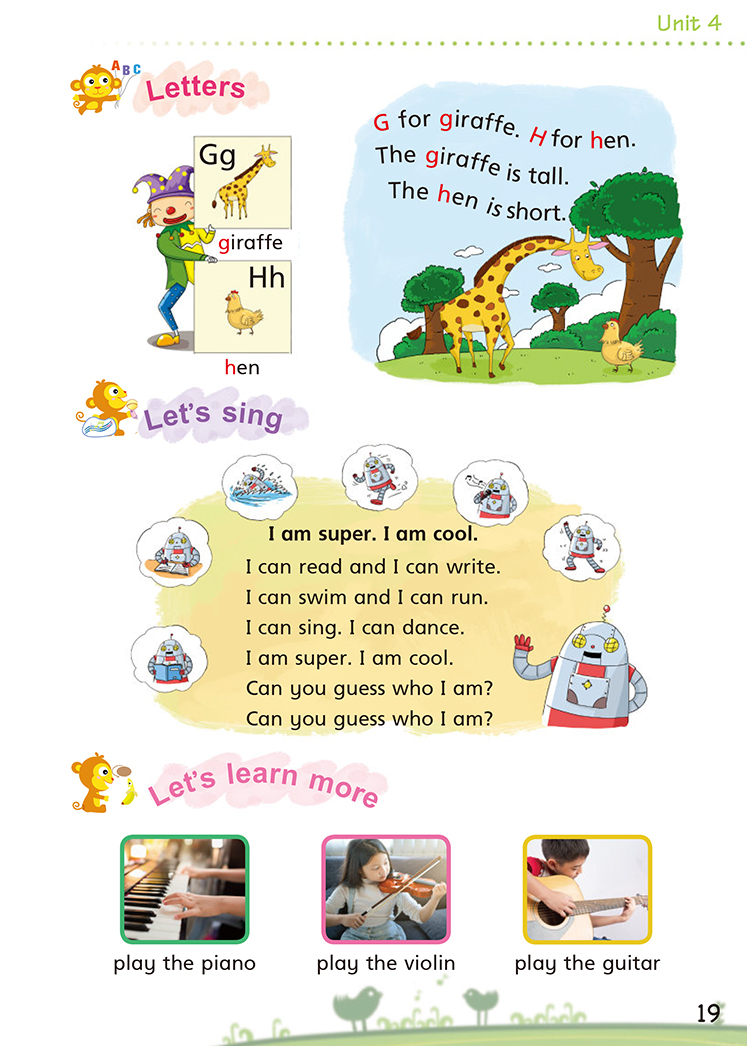 Unit 4
ABC
Letters
Gg
giraffe
Hh
hen
G for giraffe. H for hen.
The giraffe is tall.
The hen is short.
Let's sing
I am super. I am cool.
I can read and I can write.
I can swim and I can run.
I can sing. I can dance.
I am super. I am cool.
Can you guess who I am?
Can you guess who I am?
Let's learn more
play the piano
play the violin
play the guitar
19